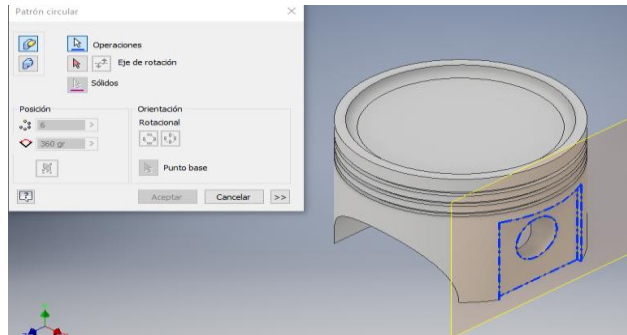 Patrón circular
Operaciones
Eje de rotación
Sólidos
Posición
Orientación
6
Rotacional
360 gr
Punto base
Aceptar
Cancelar
>>